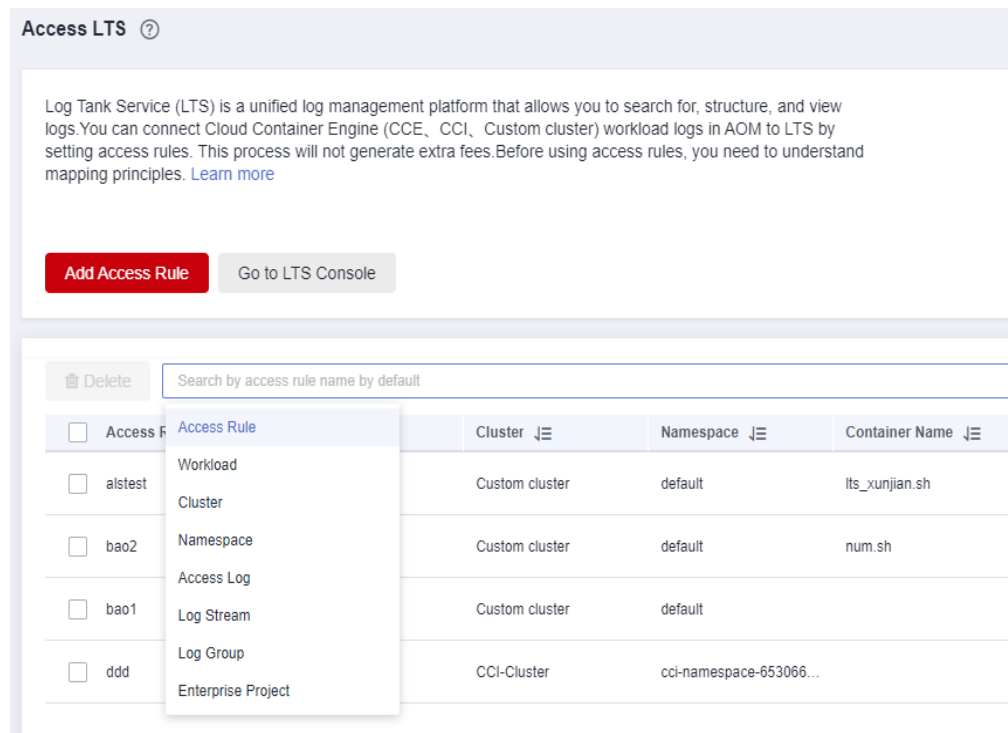 Access LTS ?
Log Tank Service (LTS) is a unified log management platform that allows you to search for, structure, and view
logs.You can connect Cloud Container Engine (CCE、CCI、Custom cluster) workload logs in AOM to LTS by
setting access rules. This process will not generate extra fees.Before using access rules, you need to understand
mapping principles. Learn more
Add Access Rule Go to LTS Console
Delete Search by access rule name by default
Access R Cluster Namespace Container Name
Access Rule
Workload
alstest Custom cluster default lts_xunjian.sh
Cluster
Namespace
bao2 Custom cluster default num.sh
Access Log
Log Stream
bao1 Custom cluster default
Log Group
ddd CCI-Cluster cci-namespace-653066...
Enterprise Project